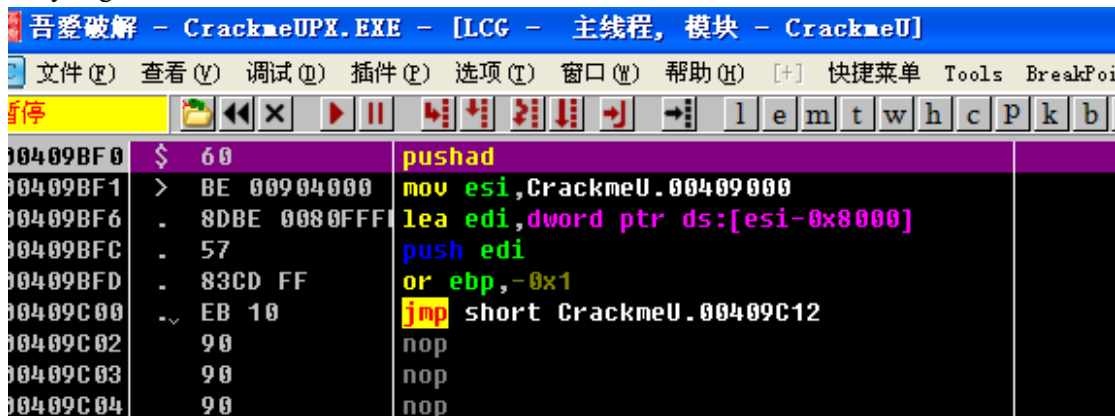 吾愛破解 - CrackmeUPX.EXE - [LCG - 主线程, 模块 - CrackmeU]
文件(F) 查看(V) 调试(D) 插件(P) 选项(T) 窗口(W) 帮助(H) [+] 快捷菜单 Tools BreakPoi
暂停 l e m t w h c p k b
00409BF0 $ 60 pushad
00409BF1 > BE 00904000 mov esi,CrackmeU.00409000
00409BF6 . 8DBE 0080FFF lea edi,dword ptr ds:[esi-0x8000]
00409BFC . 57 push edi
00409BFD . 83CD FF or ebp,-0x1
00409C00 .⌄ EB 10 jmp short CrackmeU.00409C12
00409C02 90 nop
00409C03 90 nop
00409C04 90 nop